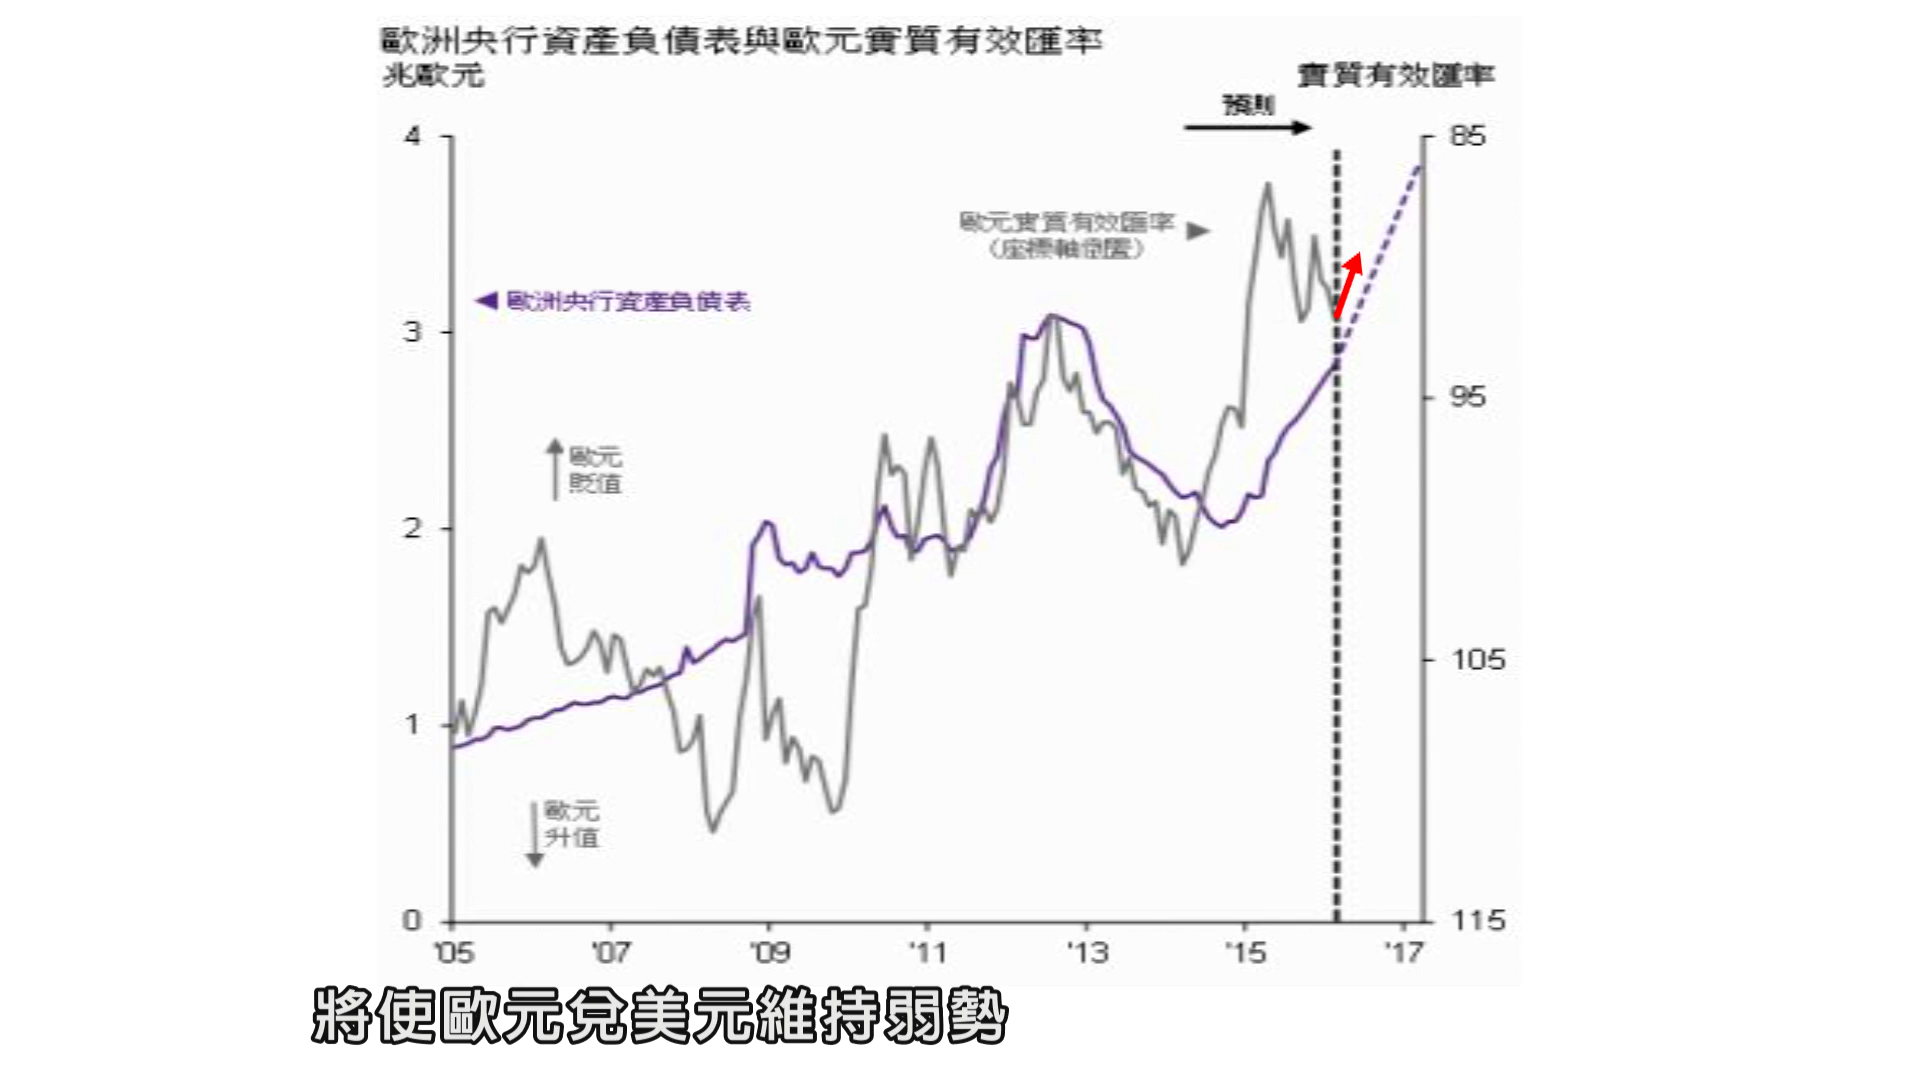 歐洲央行資產負債表與歐元實質有效匯率
兆歐元
實質有效匯率
預測
4
85
歐元實質有效匯率
（座標軸倒置）
歐洲央行資產負債表
3
95
歐元
貶值
2
105
1
歐元
升值
0
115
'05
'07
'09
'11
'13
'15
'17
將使歐元兌美元維持弱勢